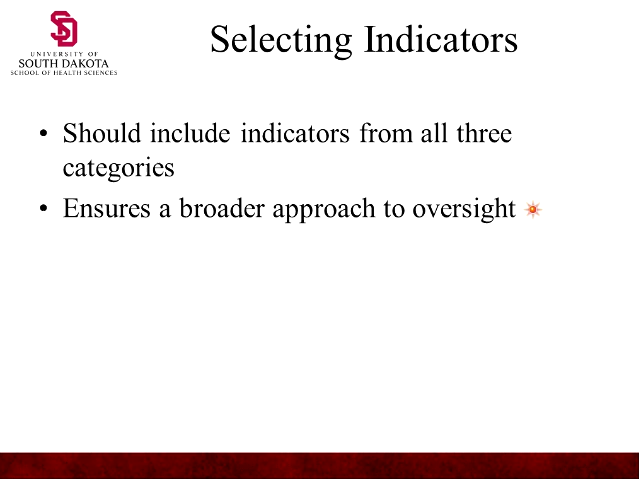 UNIVERSITY OF
SOUTH DAKOTA
SCHOOL OF HEALTH SCIENCES
Selecting Indicators
• Should include indicators from all three
categories
• Ensures a broader approach to oversight